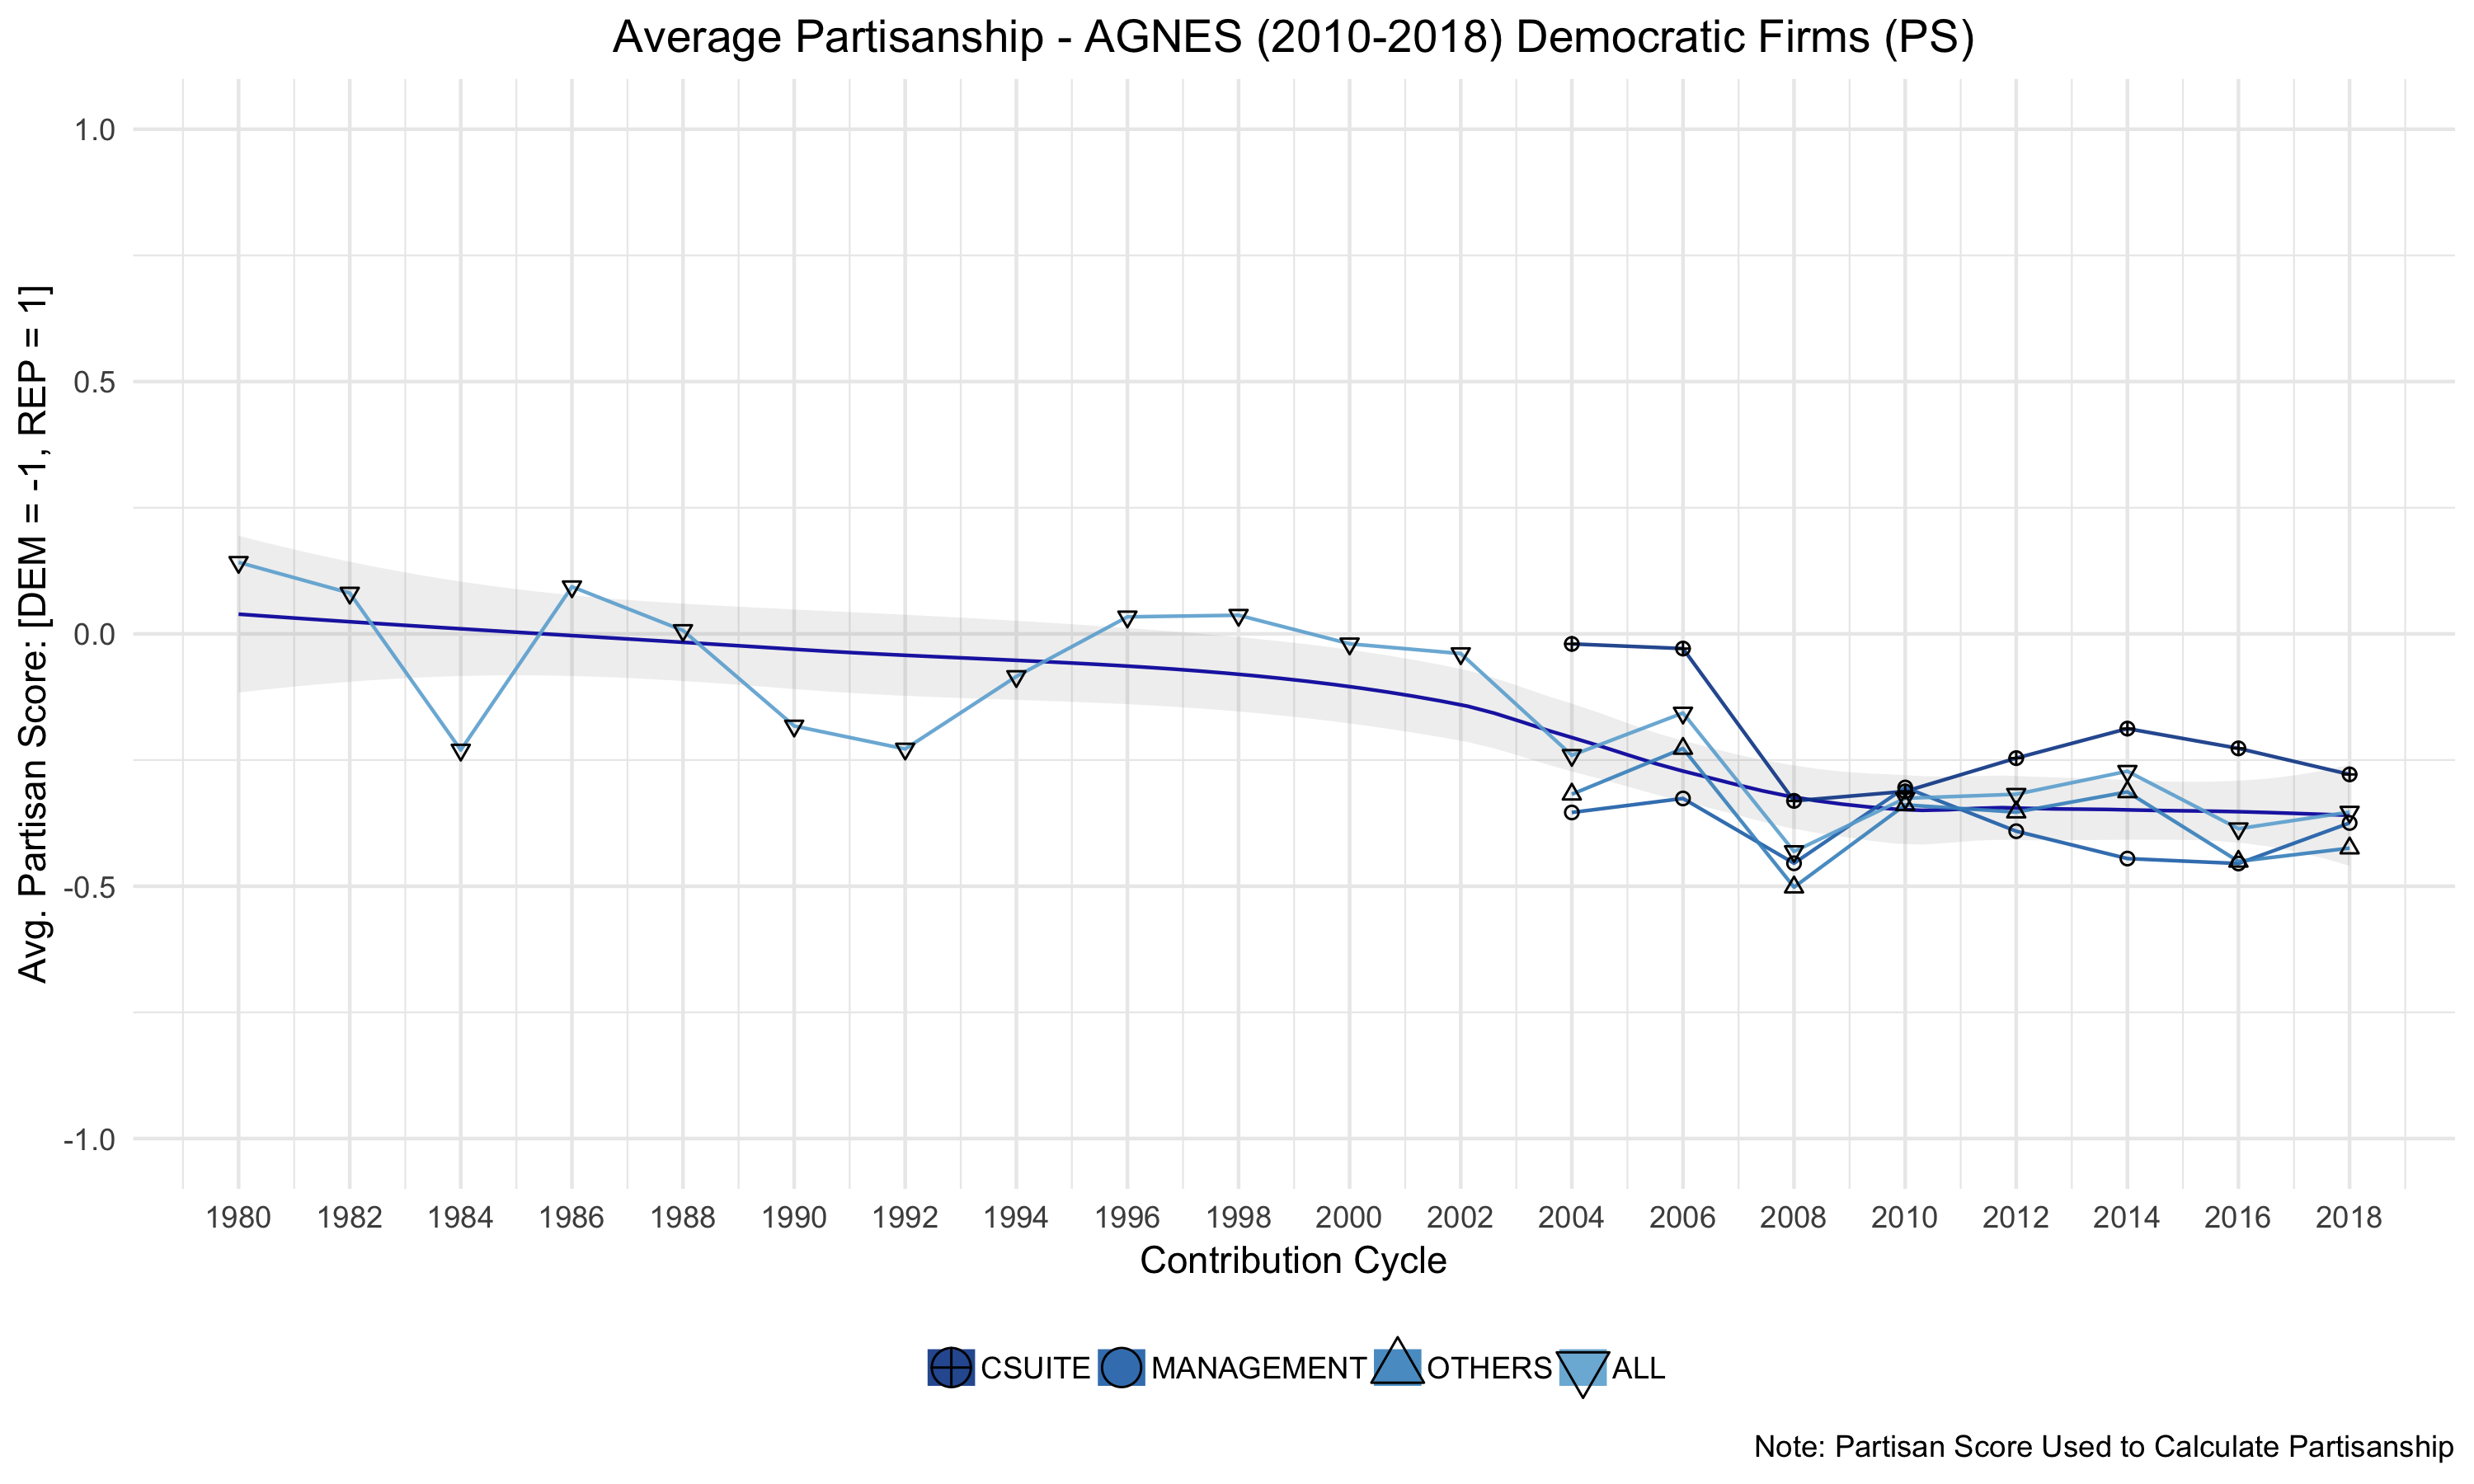 Average Partisanship - AGNES (2010-2018) Democratic Firms (PS)
Avg. Partisan Score: [DEM = -1, REP = 1]
1.0
0.5
0.0
-0.5
-1.0
1980 1982 1984 1986 1988 1990 1992 1994 1996 1998 2000 2002 2004 2006 2008 2010 2012 2014 2016 2018
Contribution Cycle
CSUITE MANAGEMENT OTHERS ALL
Note: Partisan Score Used to Calculate Partisanship